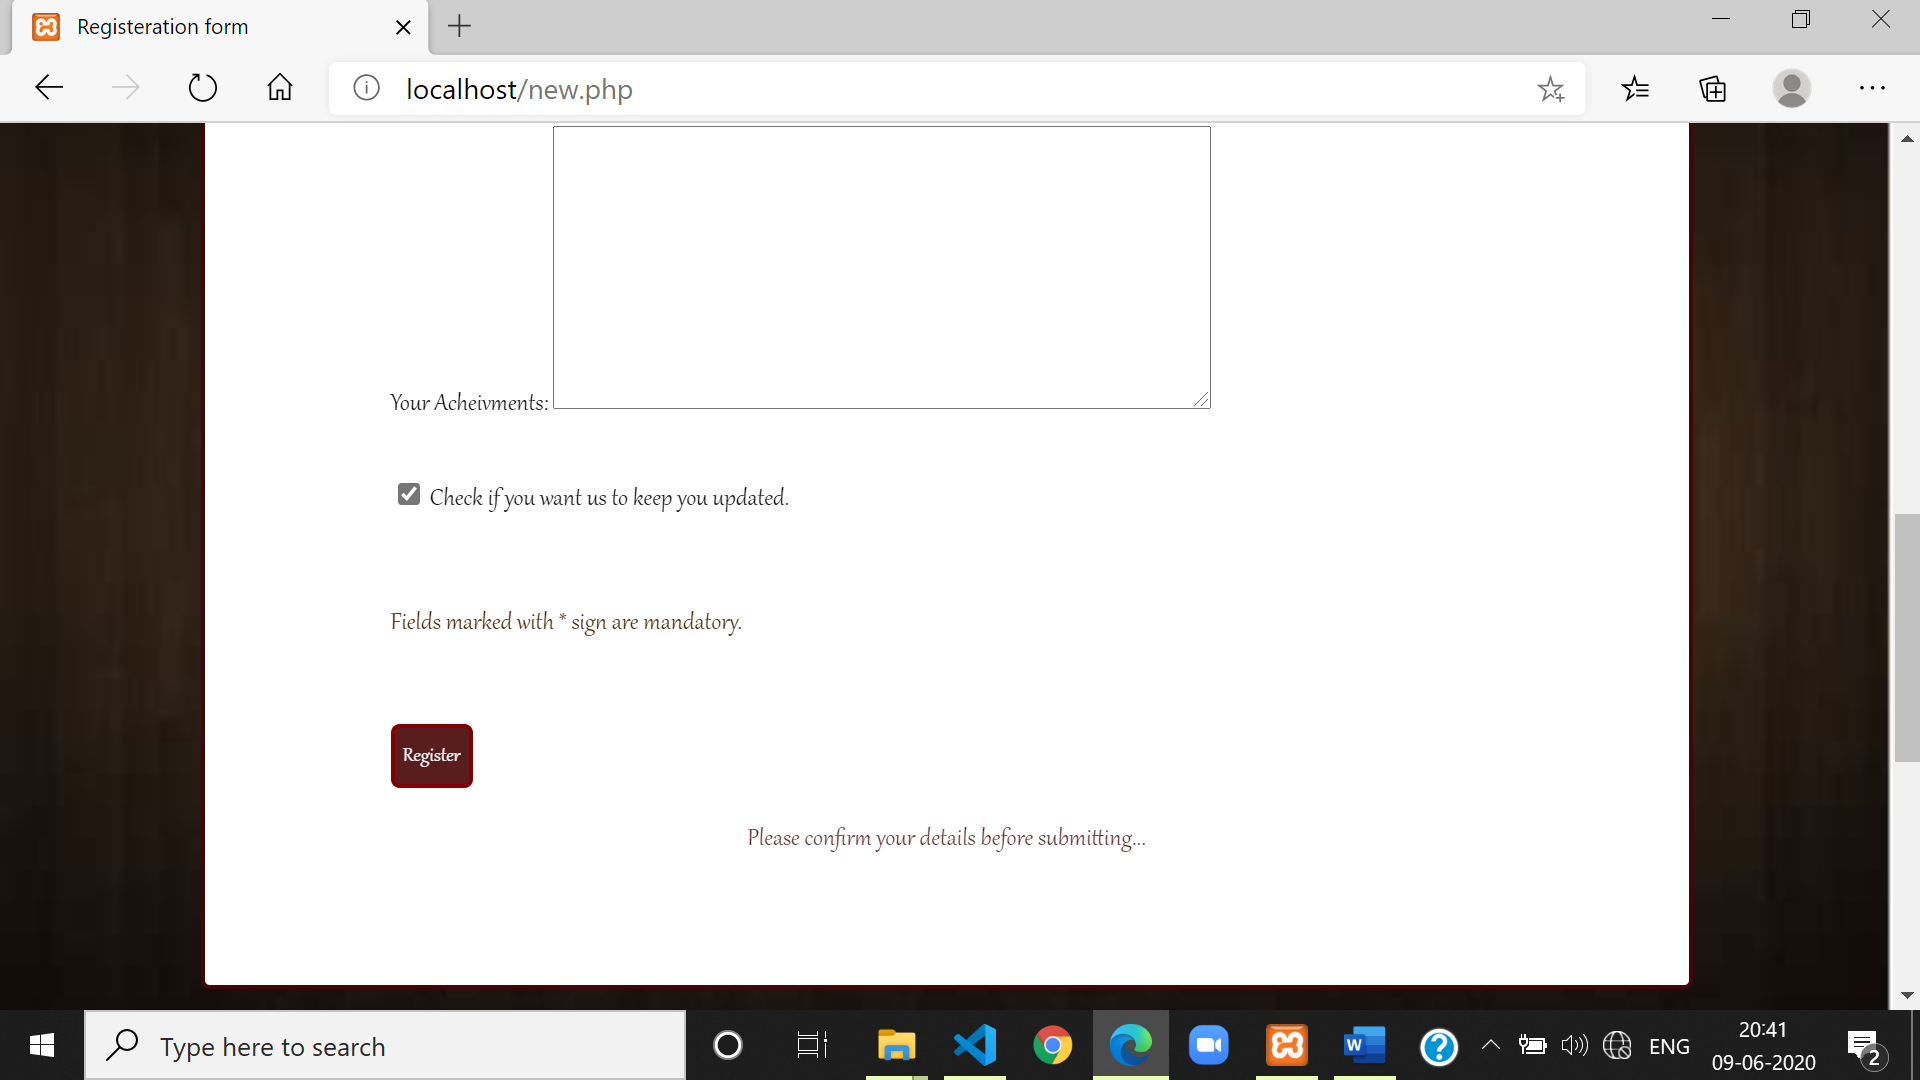 Registeration form
localhost/new.php
Your Acheivments:
Check if you want us to keep you updated.
Fields marked with * sign are mandatory.
Register
Please confirm your details before submitting...
Type here to search
W
?
ENG
20:41
09-06-2020
2